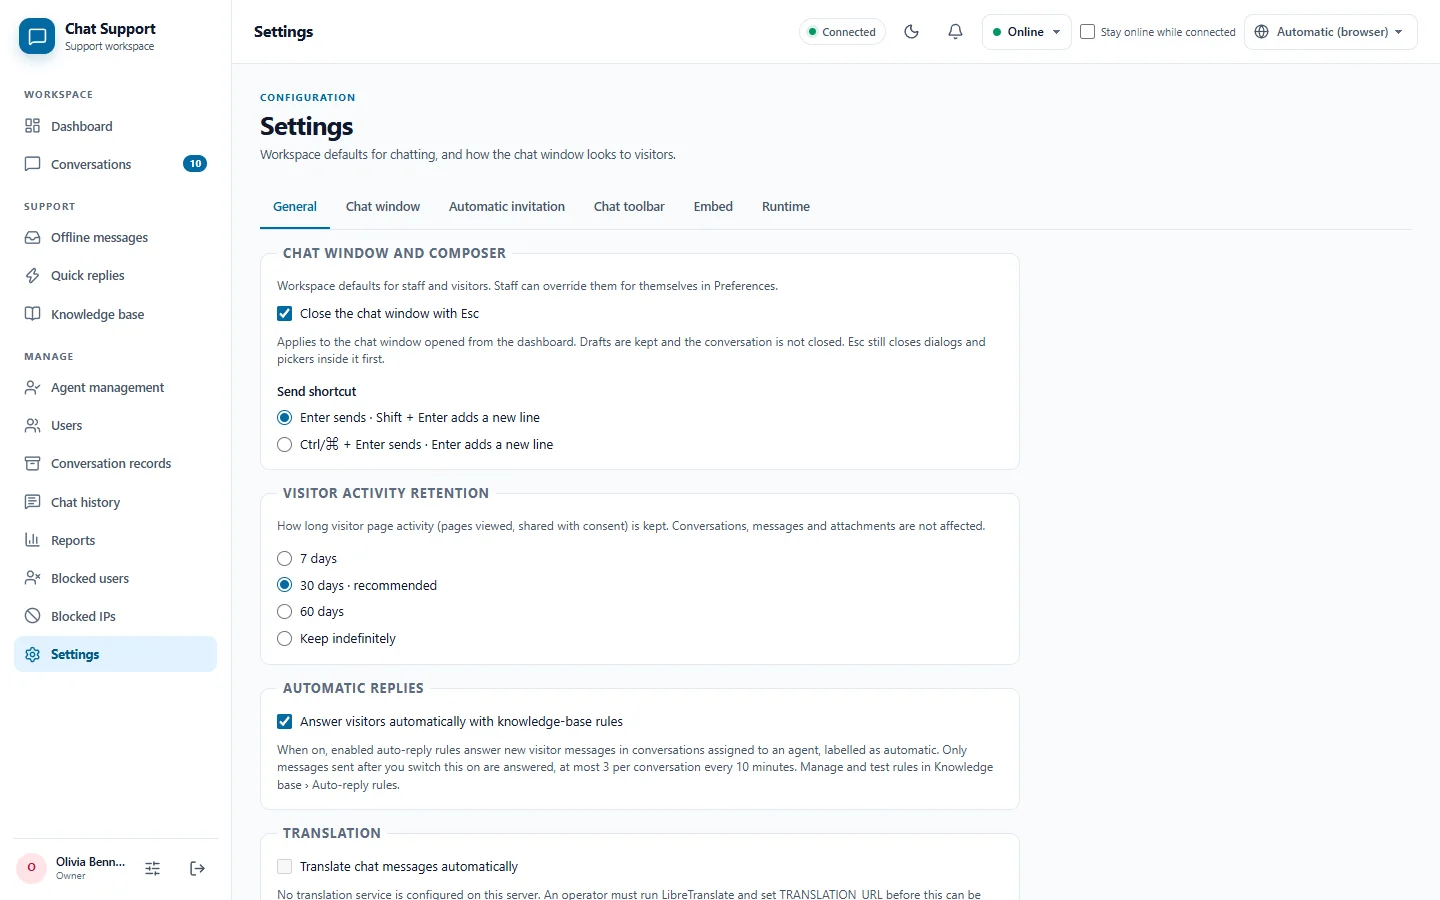 Chat Support
Support workspace
WORKSPACE
Dashboard
Conversations
10
SUPPORT
Offline messages
Quick replies
Knowledge base
MANAGE
Agent management
Users
Conversation records
Chat history
Reports
Blocked users
Blocked IPs
Settings
O
Olivia Benn...
Owner
Settings
Connected
Online
Stay online while connected
Automatic (browser)
CONFIGURATION
Settings
Workspace defaults for chatting, and how the chat window looks to visitors.
General
Chat window
Automatic invitation
Chat toolbar
Embed
Runtime
CHAT WINDOW AND COMPOSER
Workspace defaults for staff and visitors. Staff can override them for themselves in Preferences.
Close the chat window with Esc
Applies to the chat window opened from the dashboard. Drafts are kept and the conversation is not closed. Esc still closes dialogs and
pickers inside it first.
Send shortcut
Enter sends · Shift + Enter adds a new line
Ctrl/⌘ + Enter sends · Enter adds a new line
VISITOR ACTIVITY RETENTION
How long visitor page activity (pages viewed, shared with consent) is kept. Conversations, messages and attachments are not affected.
7 days
30 days · recommended
60 days
Keep indefinitely
AUTOMATIC REPLIES
Answer visitors automatically with knowledge-base rules
When on, enabled auto-reply rules answer new visitor messages in conversations assigned to an agent, labelled as automatic. Only
messages sent after you switch this on are answered, at most 3 per conversation every 10 minutes. Manage and test rules in Knowledge
base › Auto-reply rules.
TRANSLATION
Translate chat messages automatically
No translation service is configured on this server. An operator must run LibreTranslate and set TRANSLATION_URL before this can be